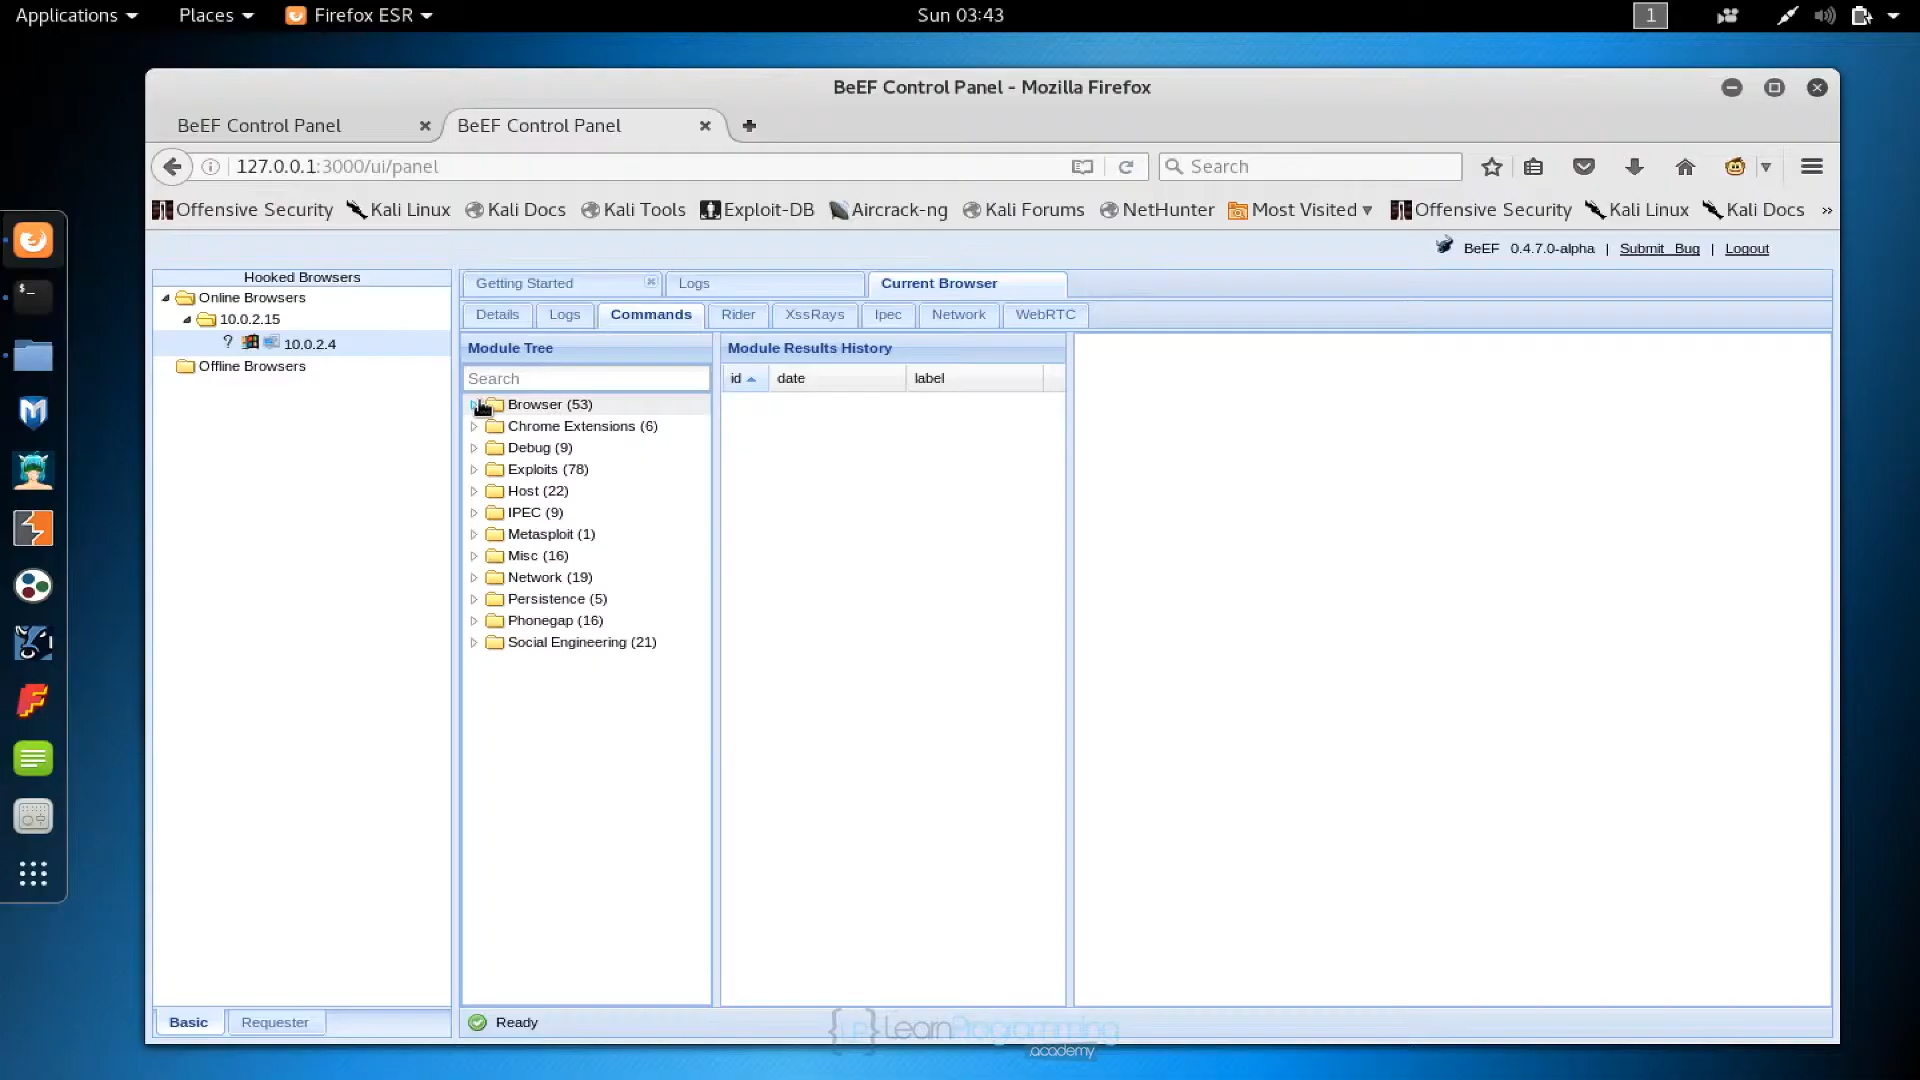 Applications Places Firefox ESR Sun 03:43 1
BeEF Control Panel - Mozilla Firefox
BeEF Control Panel BeEF Control Panel
127.0.0.1:3000/ui/panel Search
Offensive Security Kali Linux Kali Docs Kali Tools Exploit-DB Aircrack-ng Kali Forums NetHunter Most Visited Offensive Security Kali Linux Kali Docs »
BeEF 0.4.7.0-alpha | Submit Bug | Logout
Hooked Browsers
Online Browsers
10.0.2.15
? 10.0.2.4
Offline Browsers
Getting Started Logs Current Browser
Details Logs Commands Rider XssRays Ipec Network WebRTC
Module Tree
Search
Browser (53)
Chrome Extensions (6)
Debug (9)
Exploits (78)
Host (22)
IPEC (9)
Metasploit (1)
Misc (16)
Network (19)
Persistence (5)
Phonegap (16)
Social Engineering (21)
Module Results History
id date label
Basic Requester
Ready
{LP} LearnProgramming
.academy